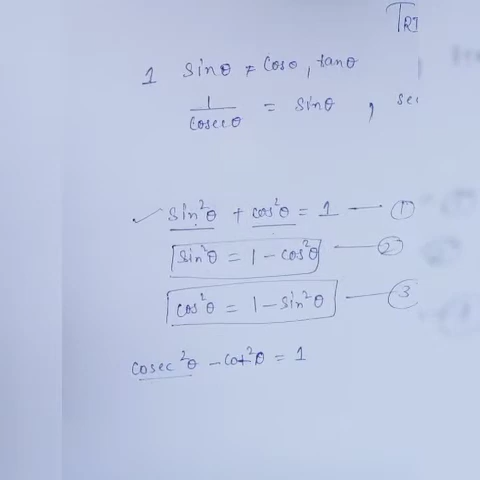 TRI
1 sinθ ≠ cosθ, tanθ
1/cosecθ = sinθ, sec
✓ sin²θ + cos²θ = 1 — ①
sin²θ = 1 - cos²θ — ②
cos²θ = 1 - sin²θ — ③
cosec²θ - cot²θ = 1